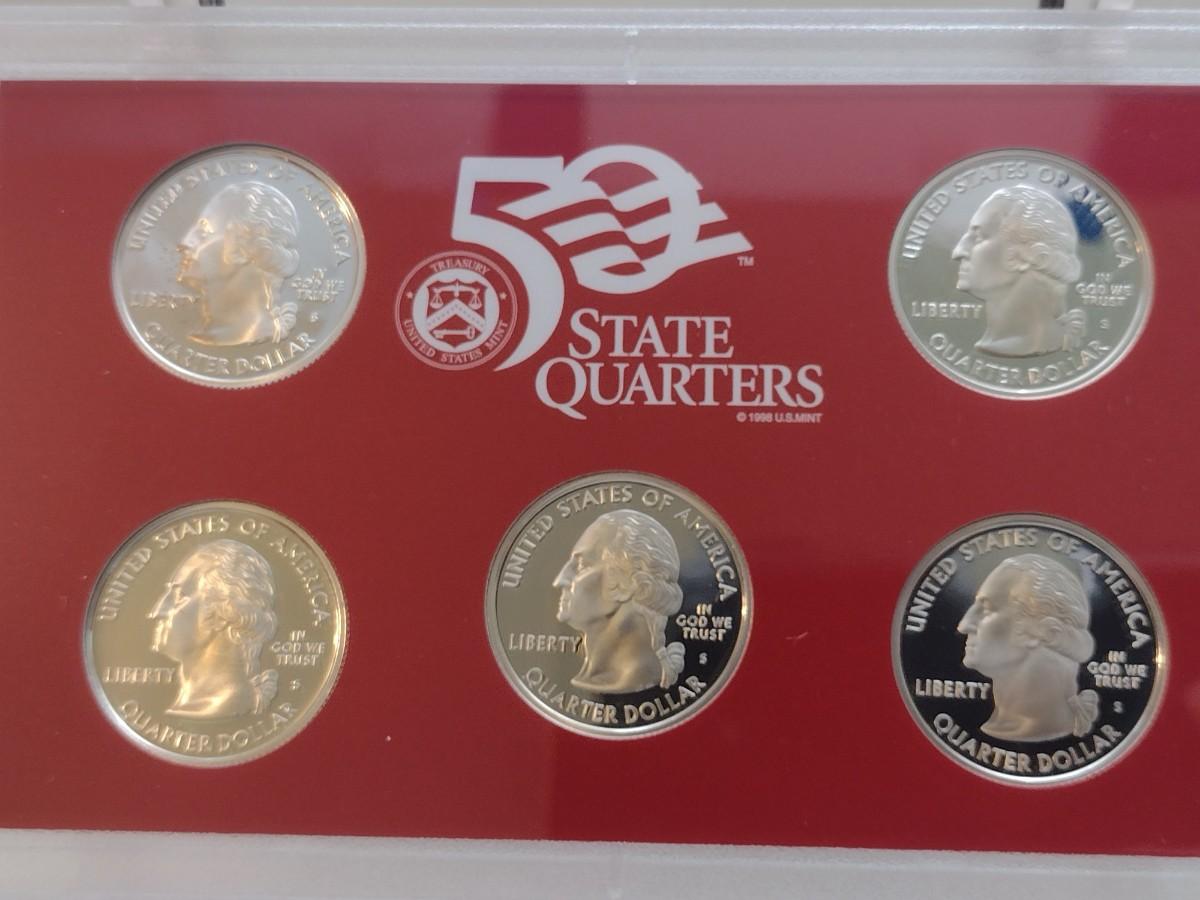 UNITED STATES OF AMERICA
LIBERTY
IN
GOD WE
TRUST
S
QUARTER DOLLAR
50
TM
TREASURY
UNITED STATES MINT
STATE
QUARTERS
© 1998 U.S.MINT
UNITED STATES OF AMERICA
LIBERTY
IN
GOD WE
TRUST
S
QUARTER DOLLAR
UNITED STATES OF AMERICA
LIBERTY
IN
GOD WE
TRUST
S
QUARTER DOLLAR
UNITED STATES OF AMERICA
LIBERTY
IN
GOD WE
TRUST
S
QUARTER DOLLAR
UNITED STATES OF AMERICA
LIBERTY
IN
GOD WE
TRUST
S
QUARTER DOLLAR